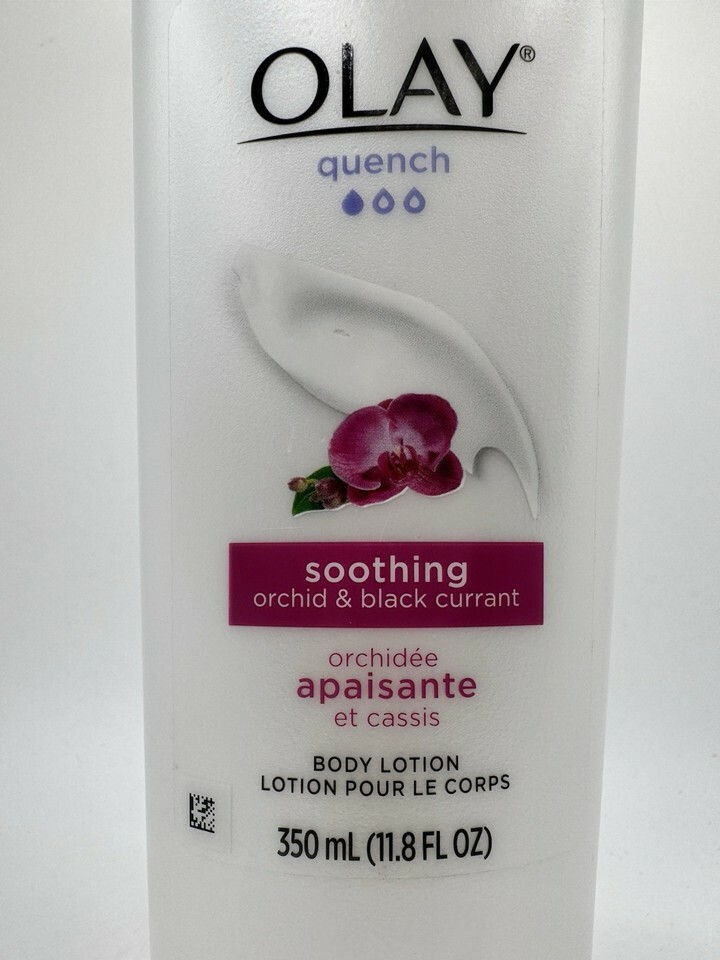 OLAY®
quench
soothing
orchid & black currant
orchidée
apaisante
et cassis
BODY LOTION
LOTION POUR LE CORPS
350 mL (11.8 FL OZ)